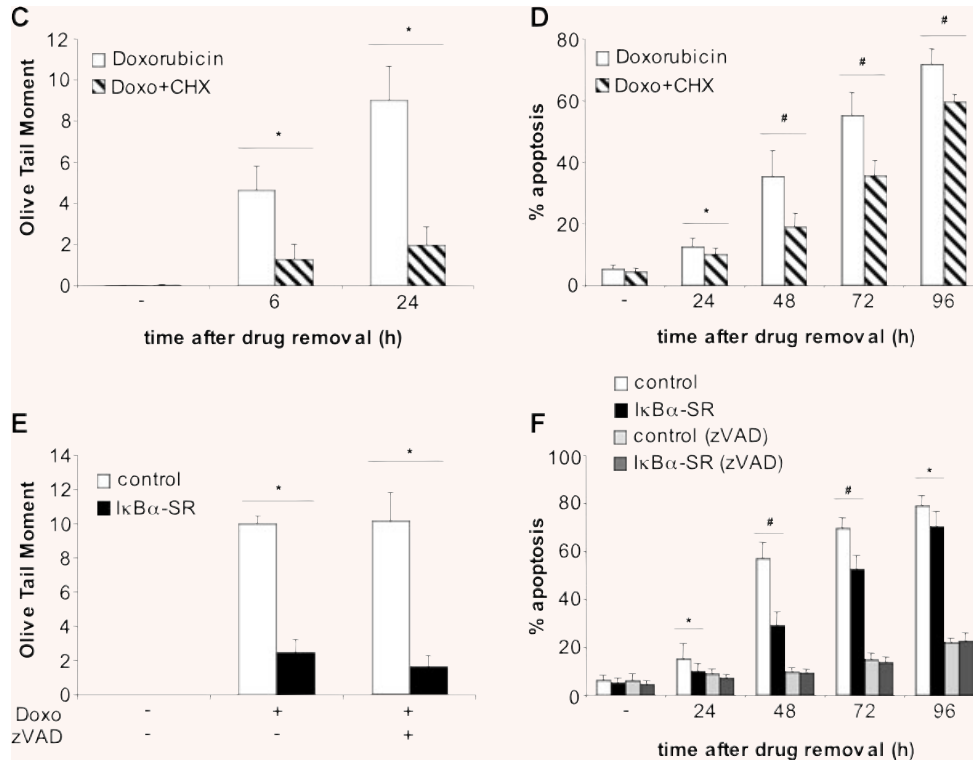 C
12
10
8
6
4
2
0
Olive Tail Moment
Doxorubicin
Doxo+CHX
*
*
- 6 24
time after drug removal (h)
D
80
60
40
20
0
% apoptosis
Doxorubicin
Doxo+CHX
*
#
#
#
- 24 48 72 96
time after drug removal (h)
E
14
12
10
8
6
4
2
0
Olive Tail Moment
control
IκBα-SR
*
*
Doxo - + +
zVAD - - +
F
control
IκBα-SR
control (zVAD)
IκBα-SR (zVAD)
100
80
60
40
20
0
% apoptosis
*
#
#
*
- 24 48 72 96
time after drug removal (h)